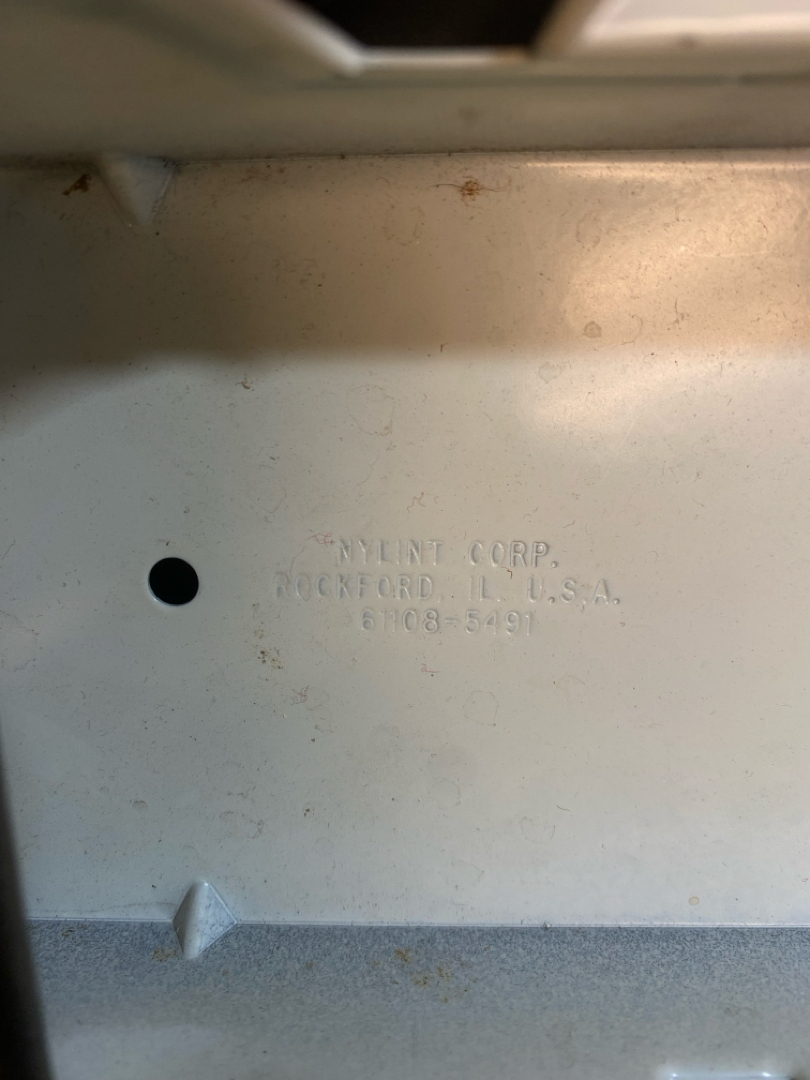 NYLINT CORP.
ROCKFORD, IL. U.S.A.
61108-5491